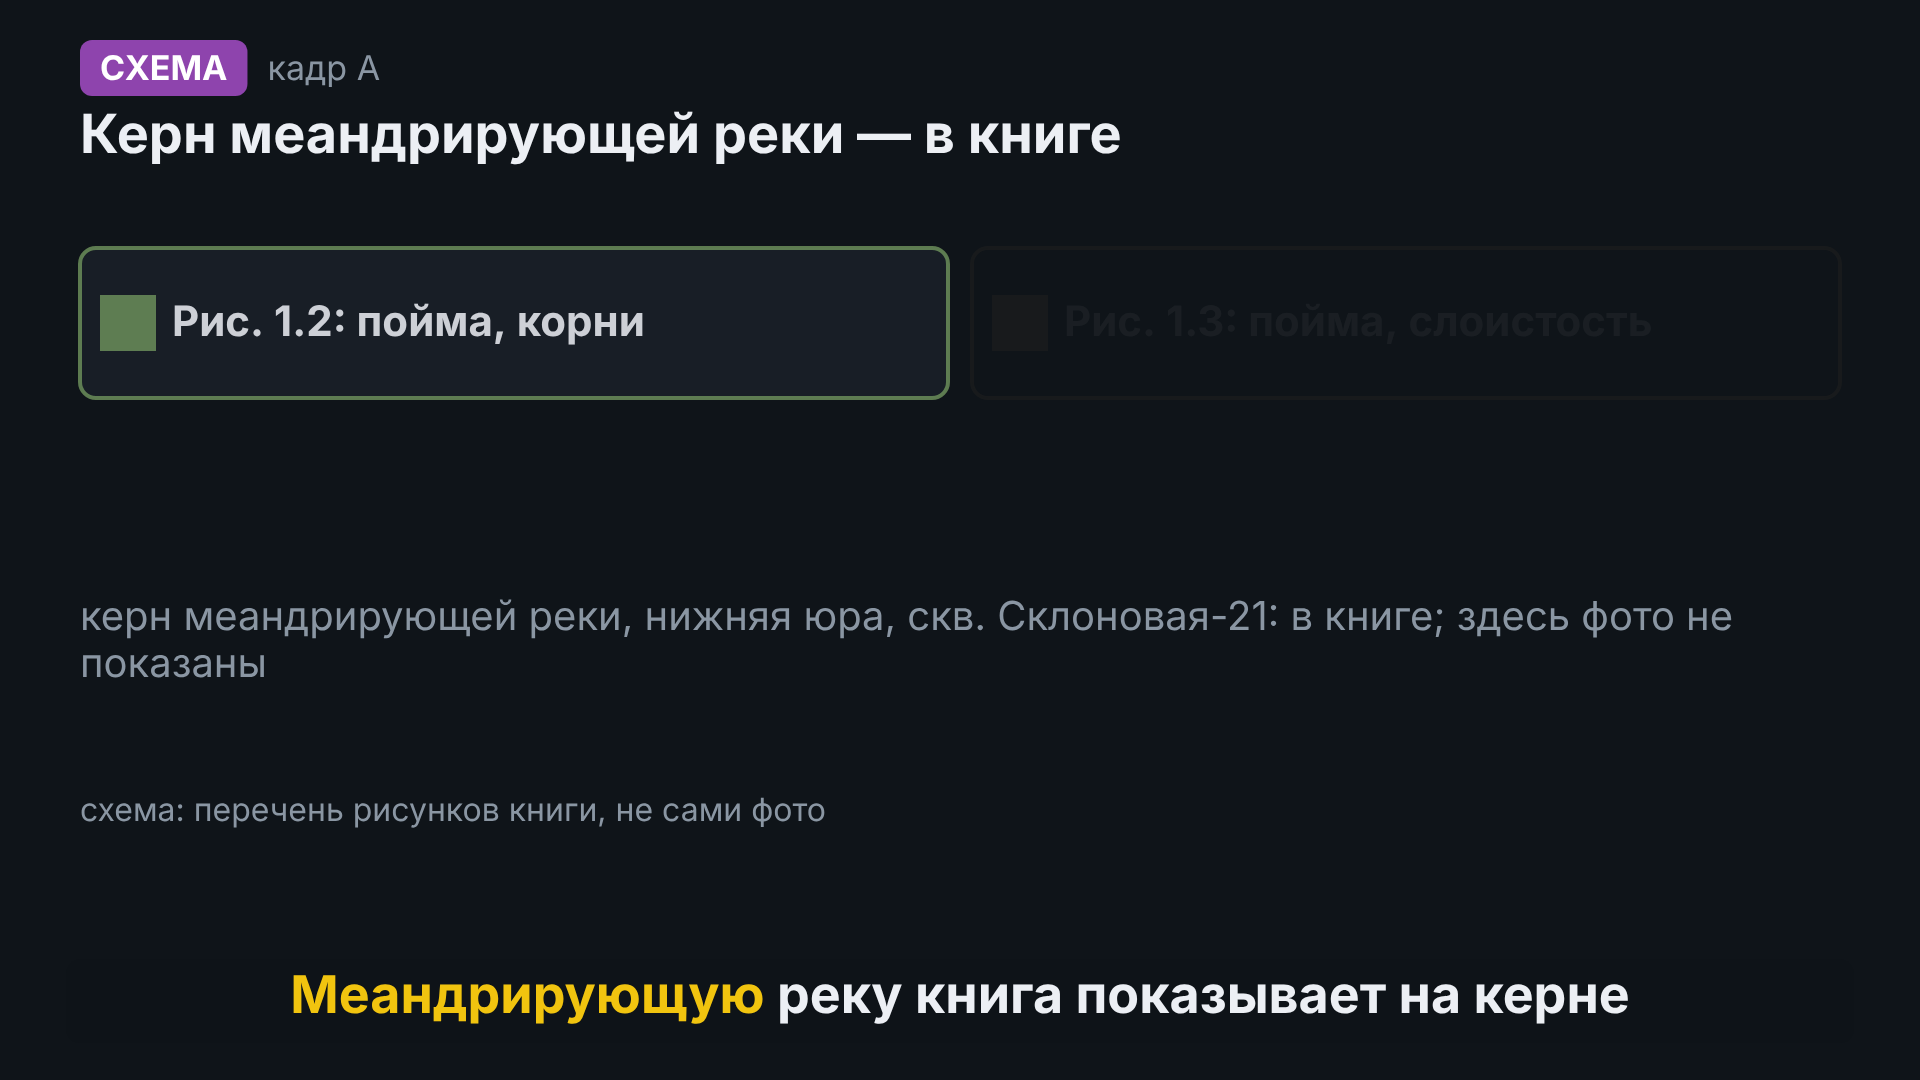 СХЕМА кадр А
Керн меандрирующей реки — в книге
Рис. 1.2: пойма, корни
Рис. 1.3: пойма, слоистость
керн меандрирующей реки, нижняя юра, скв. Склоновая-21: в книге; здесь фото не
показаны
схема: перечень рисунков книги, не сами фото
Меандрирующую реку книга показывает на керне